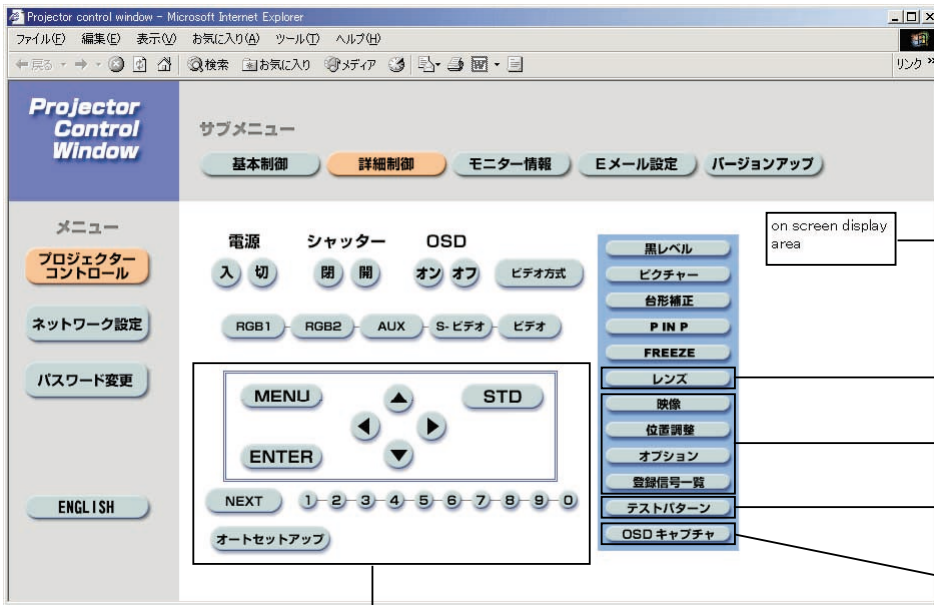 Projector control window - Microsoft Internet Explorer
ファイル(F) 編集(E) 表示(V) お気に入り(A) ツール(T) ヘルプ(H)
戻る 検索 お気に入り メディア リンク »
Projector
Control
Window
サブメニュー
基本制御 詳細制御 モニター情報 Eメール設定 バージョンアップ
メニュー
プロジェクター
コントロール
ネットワーク設定
パスワード変更
ENGLISH
電源 シャッター OSD
入 切 閉 開 オン オフ ビデオ方式
RGB1 RGB2 AUX S-ビデオ ビデオ
MENU STD
ENTER
NEXT 1 2 3 4 5 6 7 8 9 0
オートセットアップ
黒レベル
ピクチャー
台形補正
P IN P
FREEZE
レンズ
映像
位置調整
オプション
登録信号一覧
テストパターン
OSD キャプチャ
on screen display
area